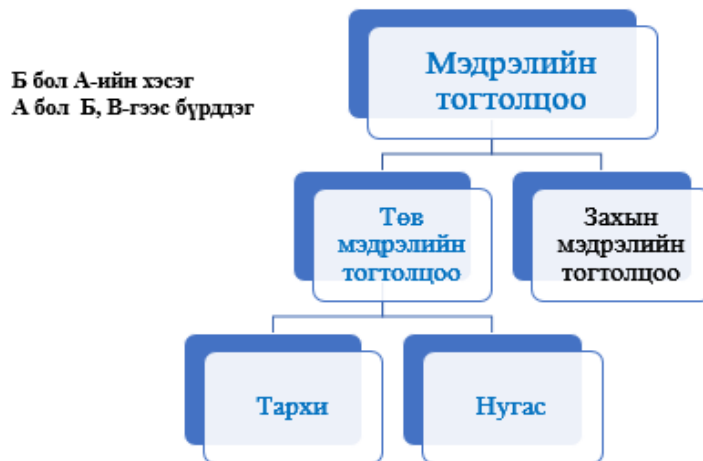 Б бол А-ийн хэсэг
А бол Б, В-гээс бүрддэг
Мэдрэлийн
тогтолцоо
Төв
мэдрэлийн
тогтолцоо
Захын
мэдрэлийн
тогтолцоо
Тархи
Нугас